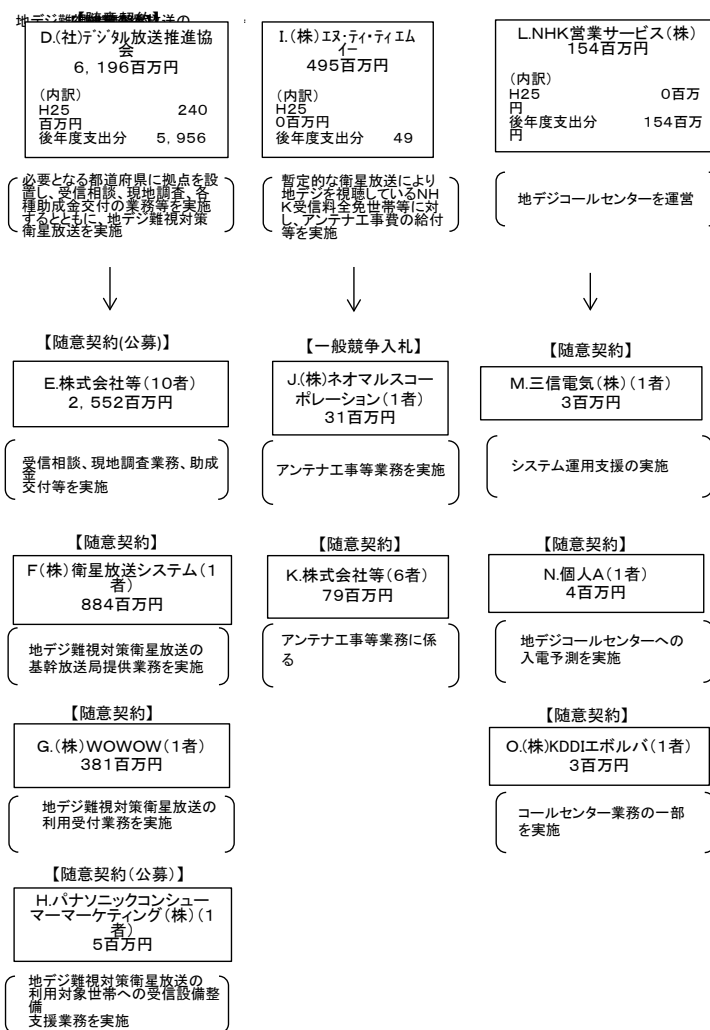 【随意契約】
D.(社)デジタル放送推進協
会
6,196百万円
(内訳)
H25 240
百万円
後年度支出分 5,956
必要となる都道府県に拠点を設
置し、受信相談、現地調査、各
種助成金交付の業務等を実施
するとともに、地デジ難視対策
衛星放送を実施
【随意契約(公募)】
E.株式会社等(10者)
2,552百万円
受信相談、現地調査業務、助成
金
交付等を実施
【随意契約】
F(株)衛星放送システム(1
者)
884百万円
地デジ難視対策衛星放送の
基幹放送局提供業務を実施
【随意契約】
G.(株)WOWOW(1者)
381百万円
地デジ難視対策衛星放送の
利用受付業務を実施
【随意契約(公募)】
H.パナソニックコンシュー
マーマーケティング(株)(1
者)
5百万円
地デジ難視対策衛星放送の
利用対象世帯への受信設備整
備
支援業務を実施
I.(株)エヌ・ティ・ティエム
イー
495百万円
(内訳)
H25
0百万円
後年度支出分 49
暫定的な衛星放送により
地デジを視聴しているNH
K受信料全免世帯等に対
し、アンテナ工事費の給付
等を実施
【一般競争入札】
J.(株)ネオマルスコー
ポレーション(1者)
31百万円
アンテナ工事等業務を実施
【随意契約】
K.株式会社等(6者)
79百万円
アンテナ工事等業務に係
る
L.NHK営業サービス(株)
154百万円
(内訳)
H25 0百万
円
後年度支出分 154百万
円
地デジコールセンターを運営
【随意契約】
M.三信電気(株)(1者)
3百万円
システム運用支援の実施
【随意契約】
N.個人A(1者)
4百万円
地デジコールセンターへの
入電予測を実施
【随意契約】
O.(株)KDDIエボルバ(1者)
3百万円
コールセンター業務の一部
を実施